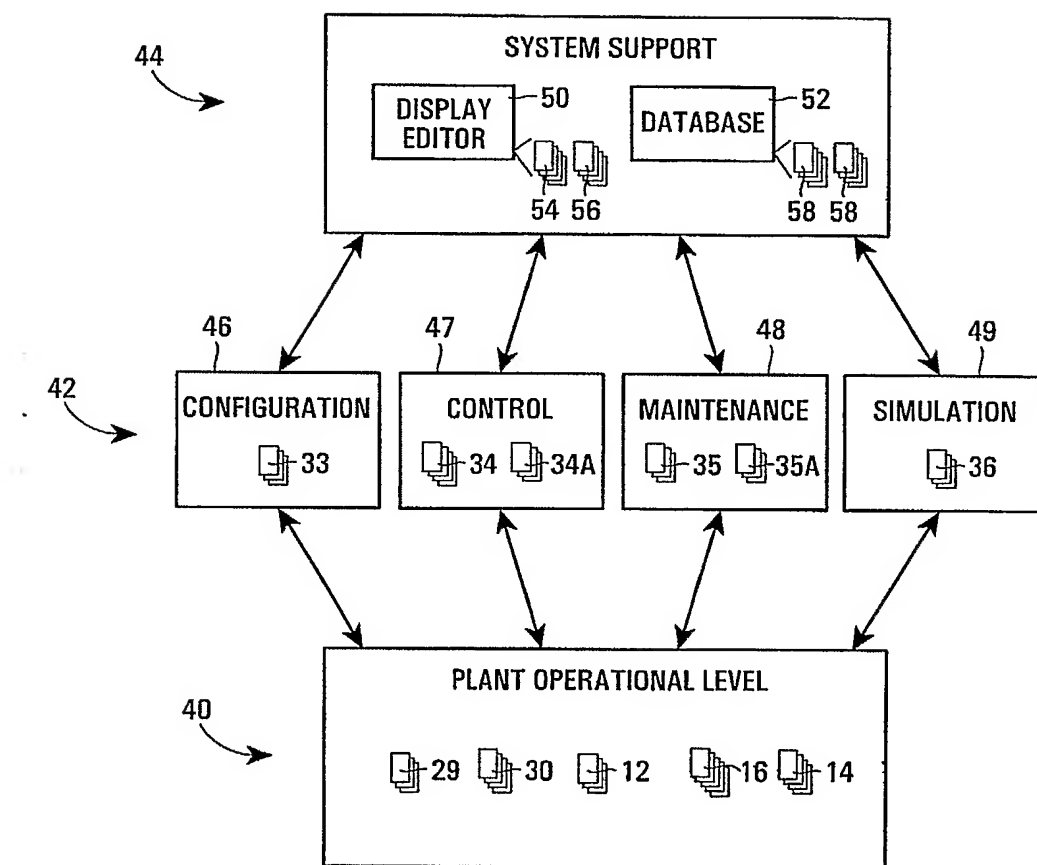 SYSTEM SUPPORT
44
DISPLAY
EDITOR
50
DATABASE
52
54 56
58 58
46 47 48 49
42
CONFIGURATION
33
CONTROL
34 34A
MAINTENANCE
35 35A
SIMULATION
36
PLANT OPERATIONAL LEVEL
40
29 30 12 16 14